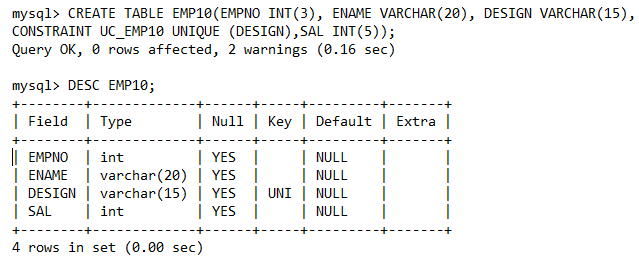 mysql> CREATE TABLE EMP10(EMPNO INT(3), ENAME VARCHAR(20), DESIGN VARCHAR(15),
CONSTRAINT UC_EMP10 UNIQUE (DESIGN),SAL INT(5));
Query OK, 0 rows affected, 2 warnings (0.16 sec)

mysql> DESC EMP10;
+--------+-------------+------+-----+---------+-------+
| Field  | Type        | Null | Key | Default | Extra |
+--------+-------------+------+-----+---------+-------+
| EMPNO  | int         | YES  |     | NULL    |       |
| ENAME  | varchar(20) | YES  |     | NULL    |       |
| DESIGN | varchar(15) | YES  | UNI | NULL    |       |
| SAL    | int         | YES  |     | NULL    |       |
+--------+-------------+------+-----+---------+-------+
4 rows in set (0.00 sec)